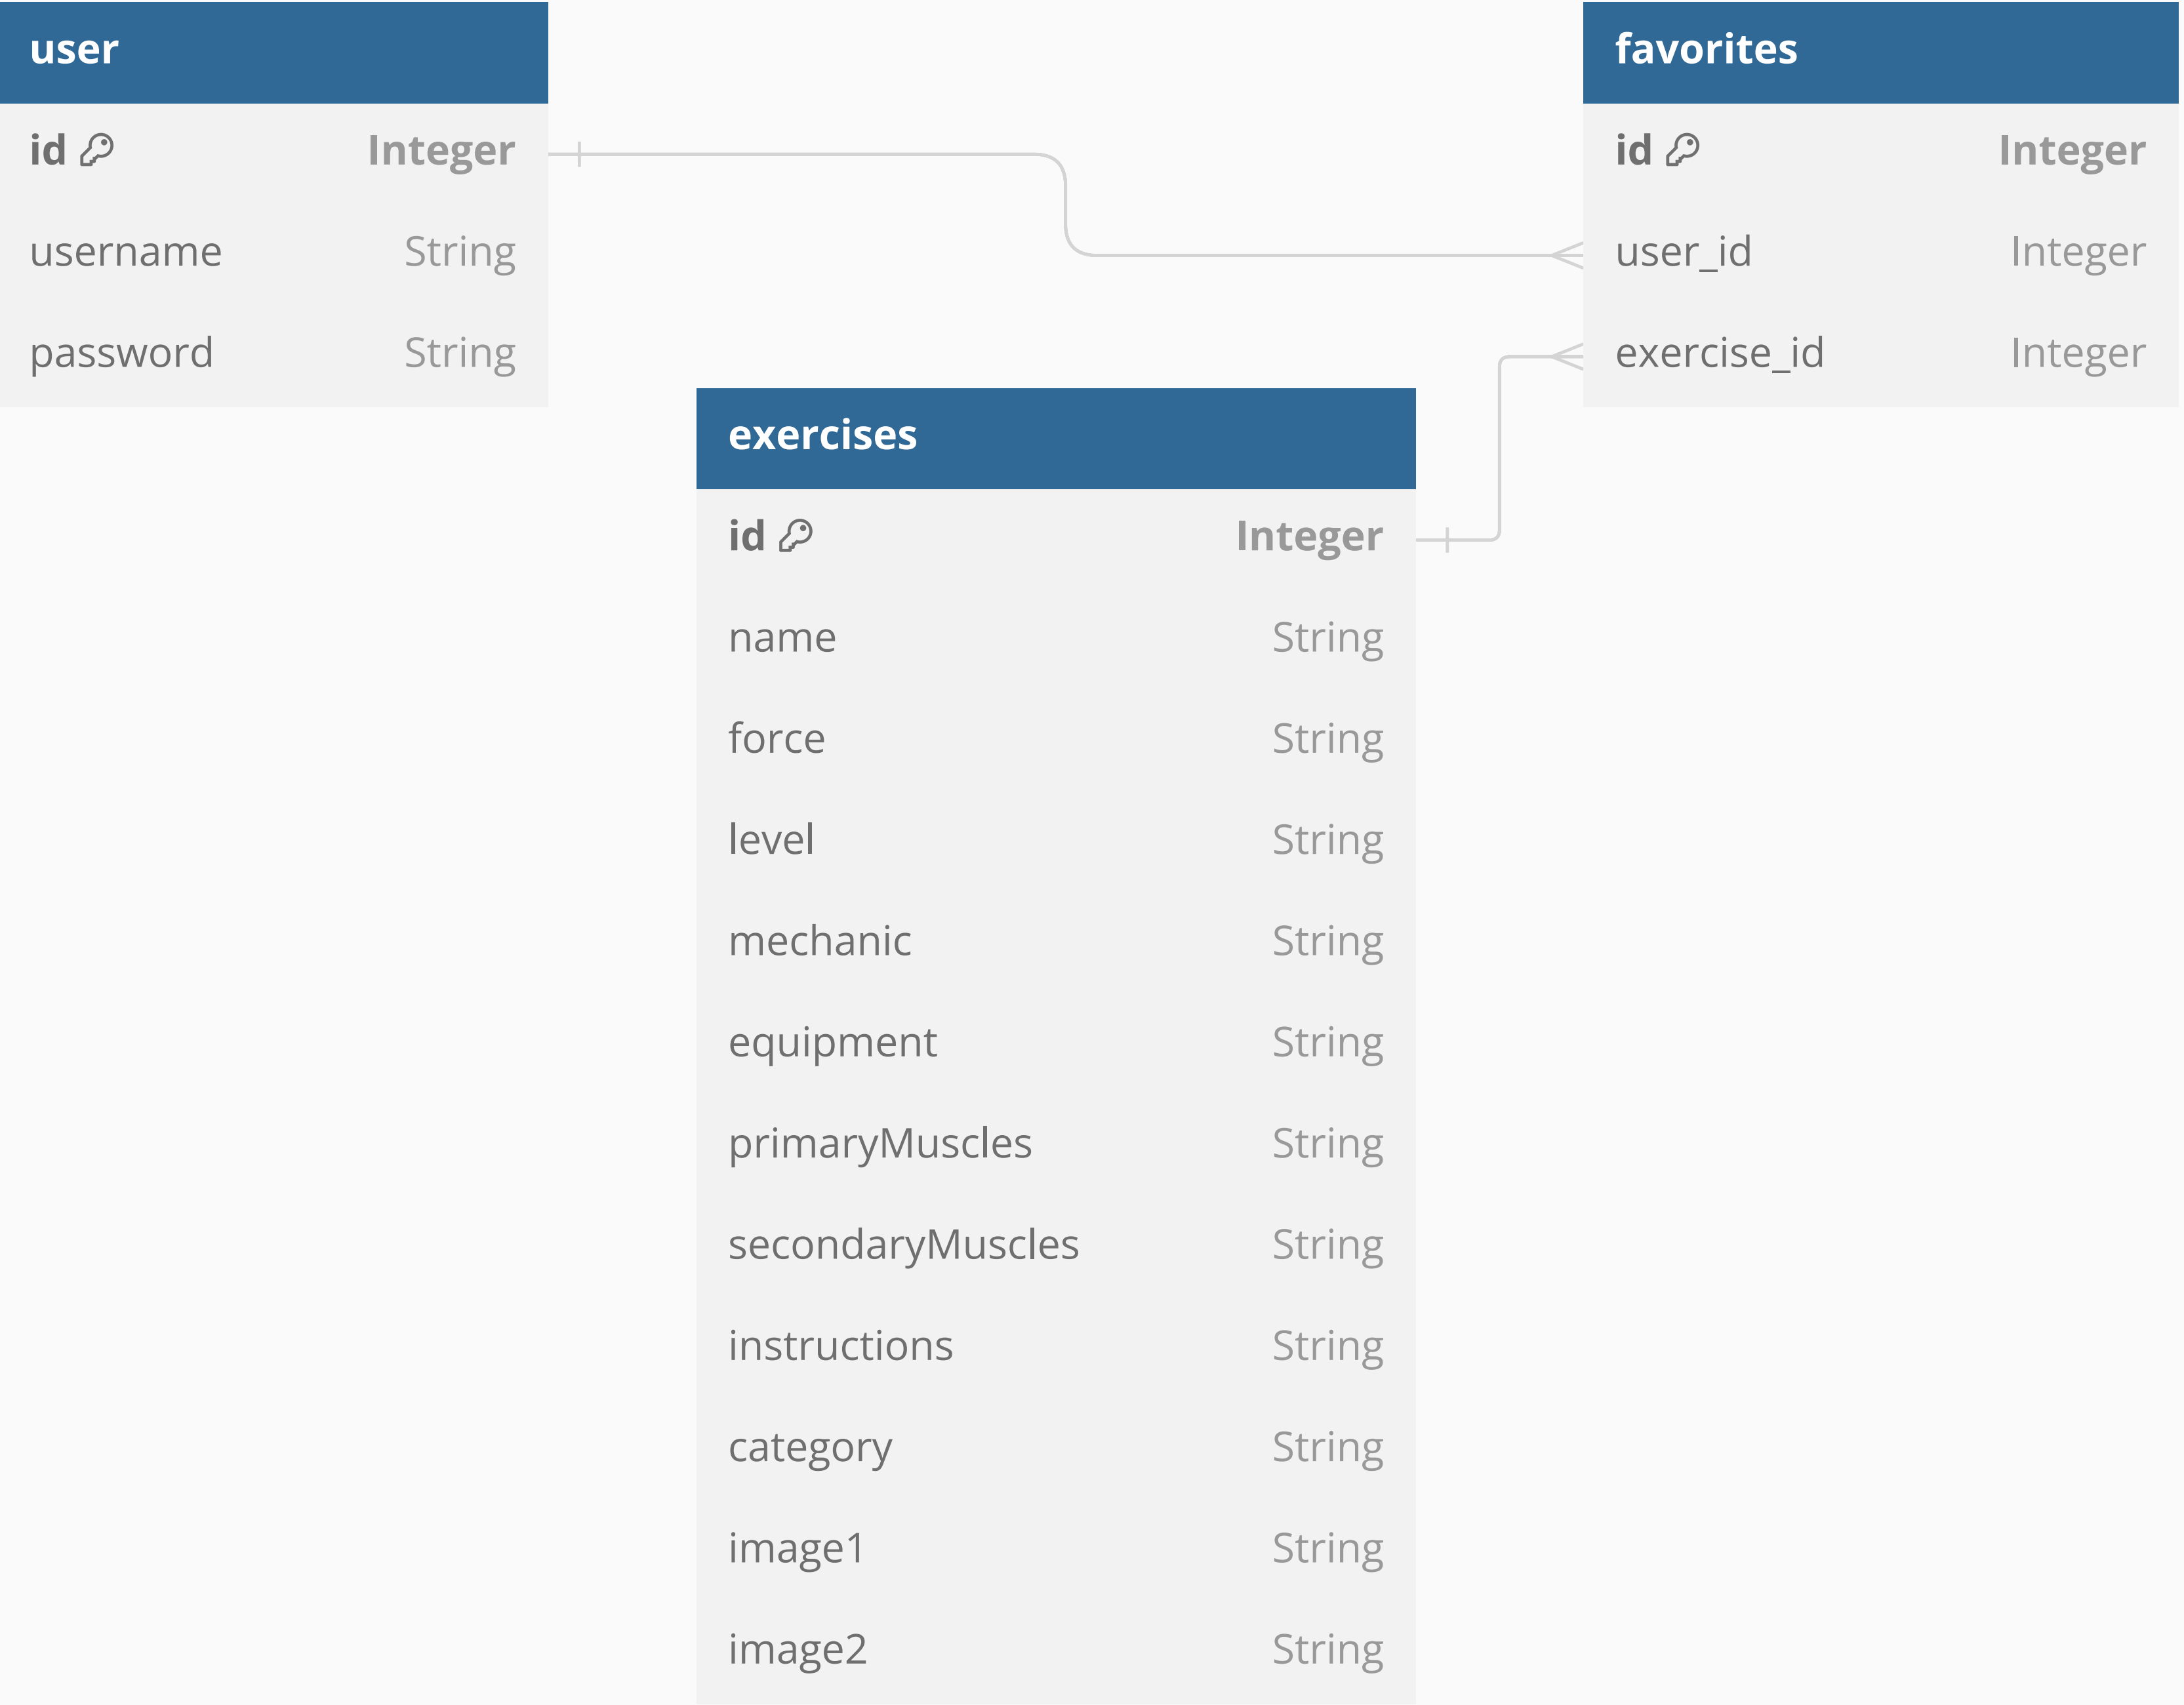 user
id Integer
username String
password String
favorites
id Integer
user_id Integer
exercise_id Integer
exercises
id Integer
name String
force String
level String
mechanic String
equipment String
primaryMuscles String
secondaryMuscles String
instructions String
category String
image1 String
image2 String